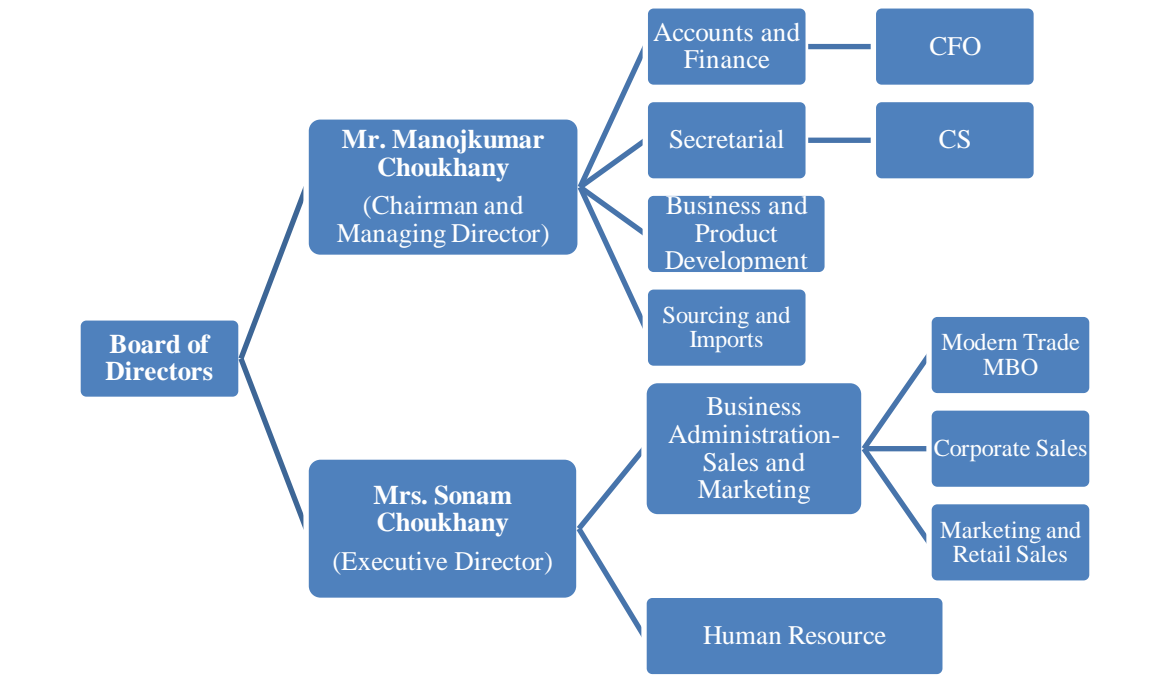 Board of
Directors
Mr. Manojkumar
Choukhany
(Chairman and
Managing Director)
Accounts and
Finance
CFO
Secretarial
CS
Business and
Product
Development
Sourcing and
Imports
Mrs. Sonam
Choukhany
(Executive Director)
Business
Administration-
Sales and
Marketing
Modern Trade
MBO
Corporate Sales
Marketing and
Retail Sales
Human Resource